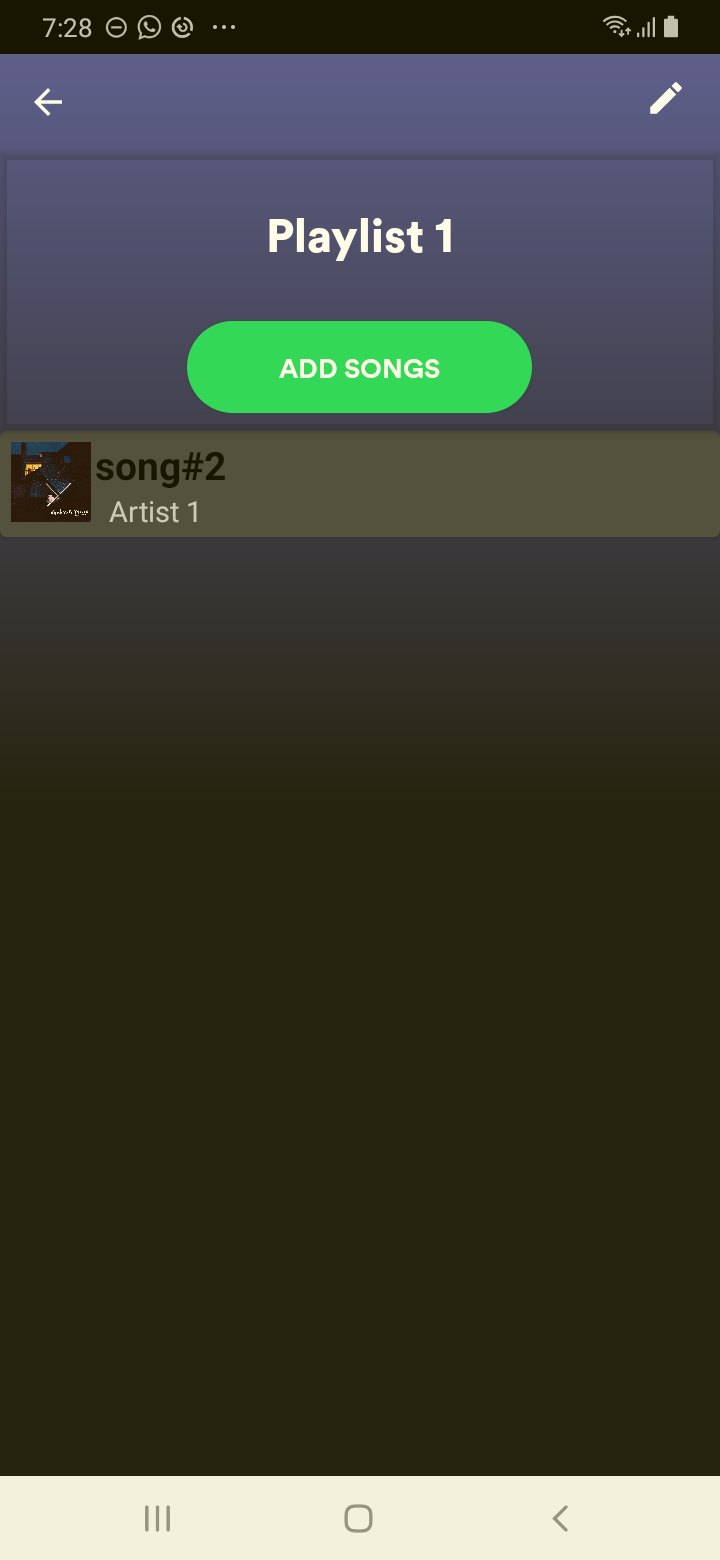 7:28
Playlist 1
ADD SONGS
song#2
Artist 1